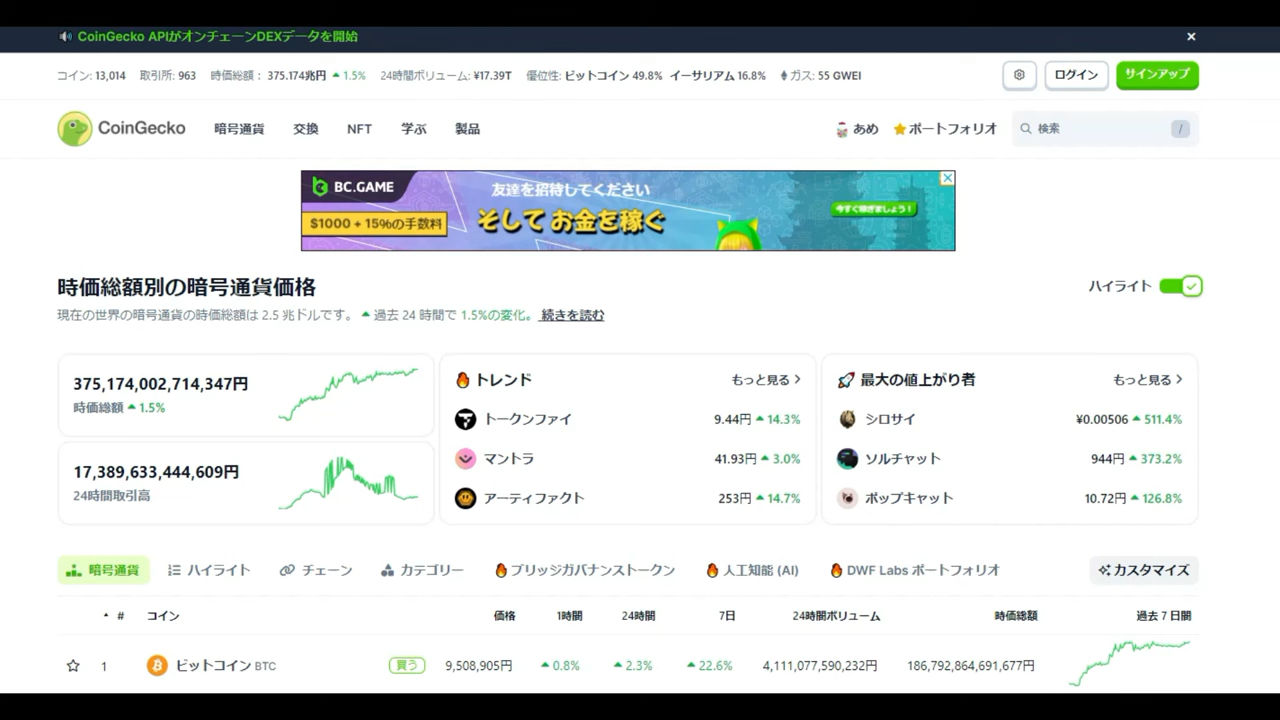 CoinGecko APIがオンチェーンDEXデータを開始
コイン: 13,014 取引所: 963 時価総額： 375.174兆円 1.5% 24時間ボリューム: ¥17.39T 優位性: ビットコイン 49.8% イーサリアム 16.8% ガス: 55 GWEI
ログイン
サインアップ
CoinGecko
暗号通貨 交換 NFT 学ぶ 製品
あめ ポートフォリオ 検索 /
BC.GAME
$1000 + 15%の手数料
友達を招待してください
そして お金を稼ぐ
今すぐ稼ぎましょう！
時価総額別の暗号通貨価格
ハイライト
現在の世界の暗号通貨の時価総額は 2.5 兆ドルです。 過去 24 時間で 1.5%の変化。 続きを読む
375,174,002,714,347円
時価総額 1.5%
17,389,633,444,609円
24時間取引高
トレンド もっと見る
トークンファイ 9.44円 14.3%
マントラ 41.93円 3.0%
アーティファクト 253円 14.7%
最大の値上がり者 もっと見る
シロサイ ¥0.00506 511.4%
ソルチャット 944円 373.2%
ポップキャット 10.72円 126.8%
暗号通貨 ハイライト チェーン カテゴリー ブリッジガバナンストークン 人工知能 (AI) DWF Labs ポートフォリオ カスタマイズ
# コイン 価格 1時間 24時間 7日 24時間ボリューム 時価総額 過去 7 日間
1 ビットコイン BTC 買う 9,508,905円 0.8% 2.3% 22.6% 4,111,077,590,232円 186,792,864,691,677円